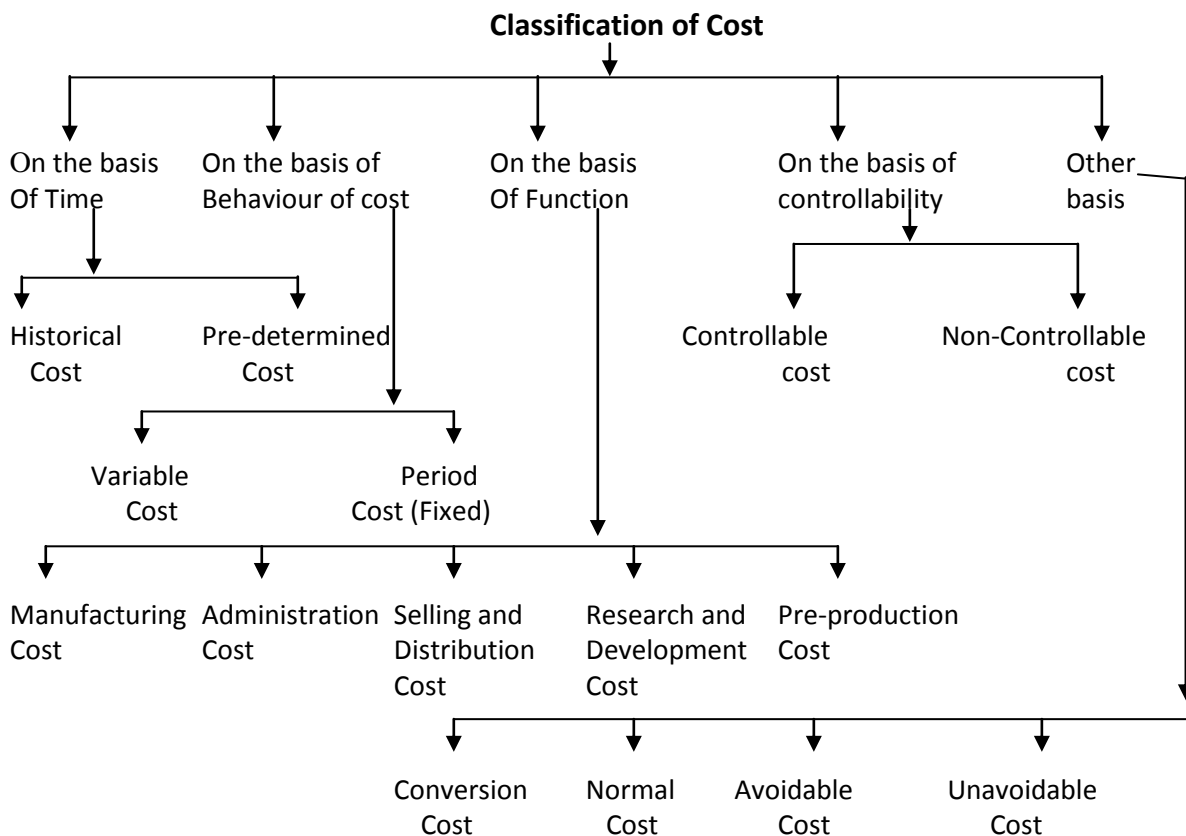 Classification of Cost
On the basis
Of Time
On the basis of
Behaviour of cost
On the basis
Of Function
On the basis of
controllability
Other
basis
Historical
Cost
Pre-determined
Cost
Controllable
cost
Non-Controllable
cost
Variable
Cost
Period
Cost (Fixed)
Manufacturing
Cost
Administration
Cost
Selling and
Distribution
Cost
Research and
Development
Cost
Pre-production
Cost
Conversion
Cost
Normal
Cost
Avoidable
Cost
Unavoidable
Cost